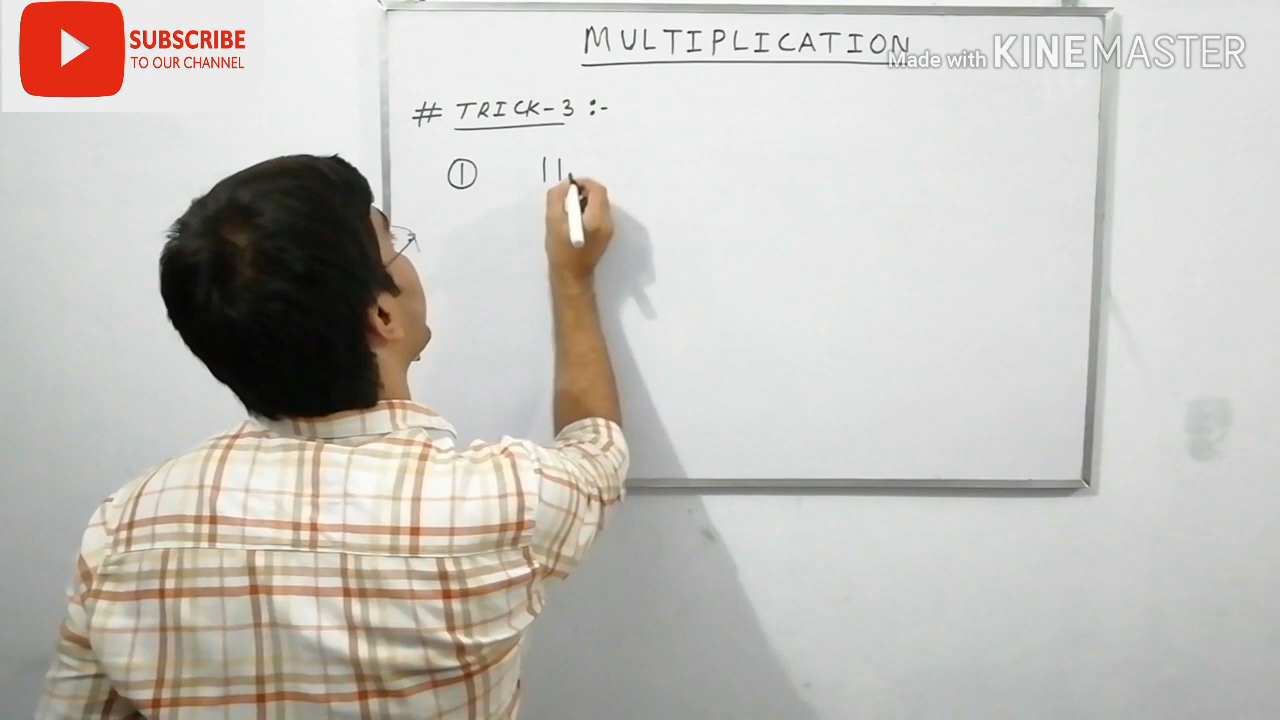 SUBSCRIBE
TO OUR CHANNEL
MULTIPLICATION
Made with KINEMASTER
# TRICK-3 :-
① 11